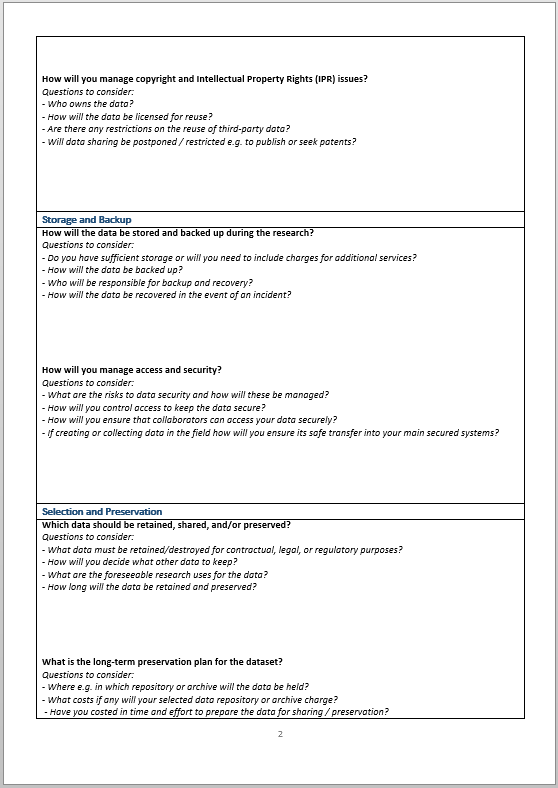 How will you manage copyright and Intellectual Property Rights (IPR) issues?
Questions to consider:
- Who owns the data?
- How will the data be licensed for reuse?
- Are there any restrictions on the reuse of third-party data?
- Will data sharing be postponed / restricted e.g. to publish or seek patents?
Storage and Backup
How will the data be stored and backed up during the research?
Questions to consider:
- Do you have sufficient storage or will you need to include charges for additional services?
- How will the data be backed up?
- Who will be responsible for backup and recovery?
- How will the data be recovered in the event of an incident?
How will you manage access and security?
Questions to consider:
- What are the risks to data security and how will these be managed?
- How will you control access to keep the data secure?
- How will you ensure that collaborators can access your data securely?
- If creating or collecting data in the field how will you ensure its safe transfer into your main secured systems?
Selection and Preservation
Which data should be retained, shared, and/or preserved?
Questions to consider:
- What data must be retained/destroyed for contractual, legal, or regulatory purposes?
- How will you decide what other data to keep?
- What are the foreseeable research uses for the data?
- How long will the data be retained and preserved?
What is the long-term preservation plan for the dataset?
Questions to consider:
- Where e.g. in which repository or archive will the data be held?
- What costs if any will your selected data repository or archive charge?
- Have you costed in time and effort to prepare the data for sharing / preservation?
2